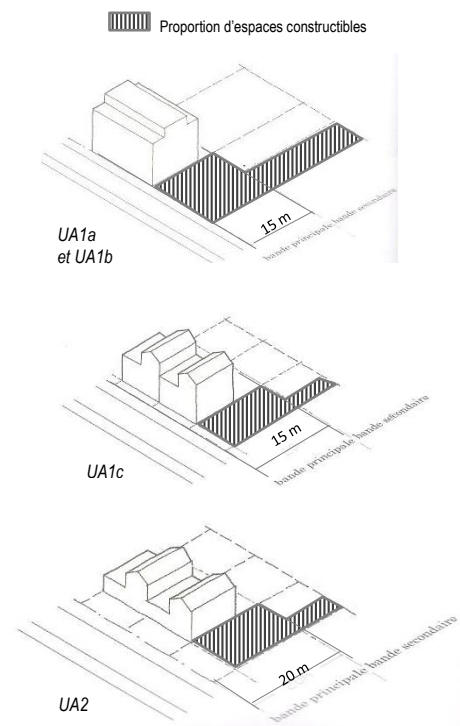 Proportion d'espaces constructibles
15 m
bande principale bande secondaire
UA1a
et UA1b
15 m
bande principale bande secondaire
UA1c
20 m
bande principale bande secondaire
UA2